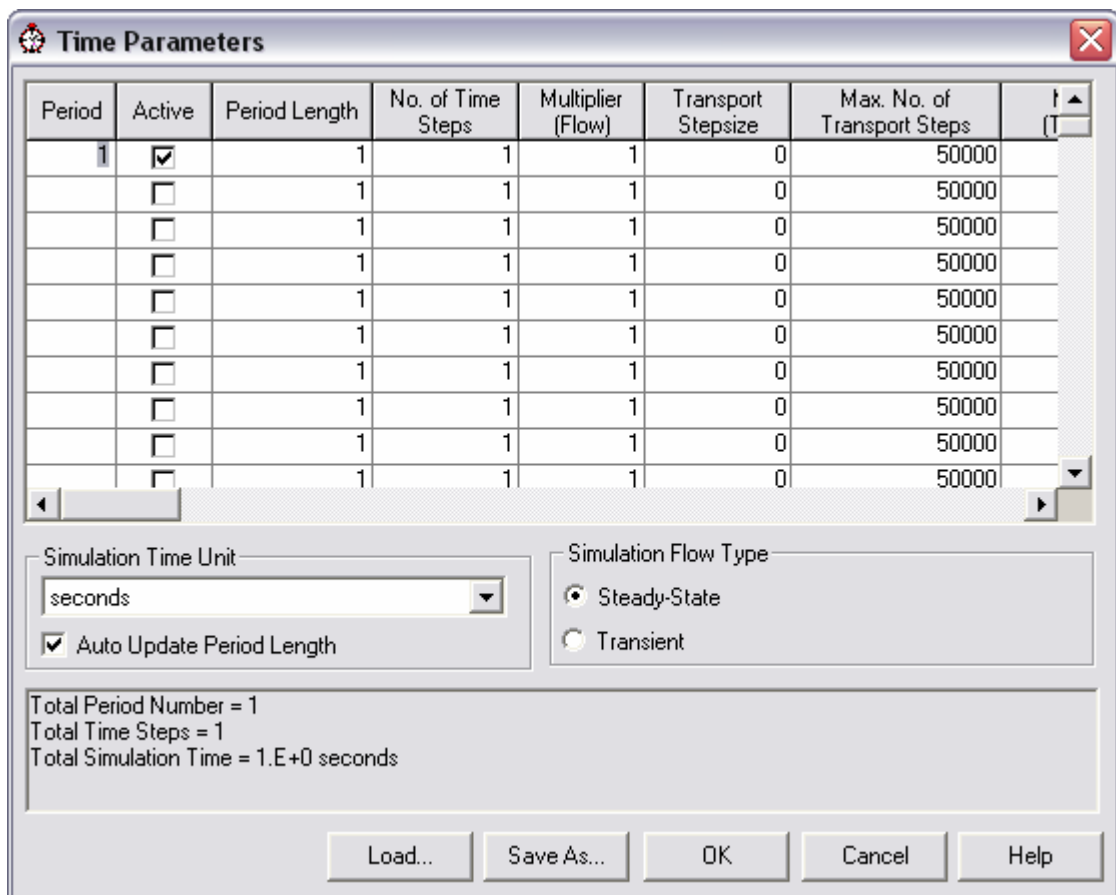 Time Parameters
Period Active Period Length No. of Time Steps Multiplier (Flow) Transport Stepsize Max. No. of Transport Steps
1 1 1 1 0 50000
1 1 1 0 50000
1 1 1 0 50000
1 1 1 0 50000
1 1 1 0 50000
1 1 1 0 50000
1 1 1 0 50000
1 1 1 0 50000
1 1 1 0 50000
1 1 1 0 50000
Simulation Time Unit
seconds
Auto Update Period Length
Simulation Flow Type
Steady-State
Transient
Total Period Number = 1
Total Time Steps = 1
Total Simulation Time = 1.E+0 seconds
Load... Save As... OK Cancel Help